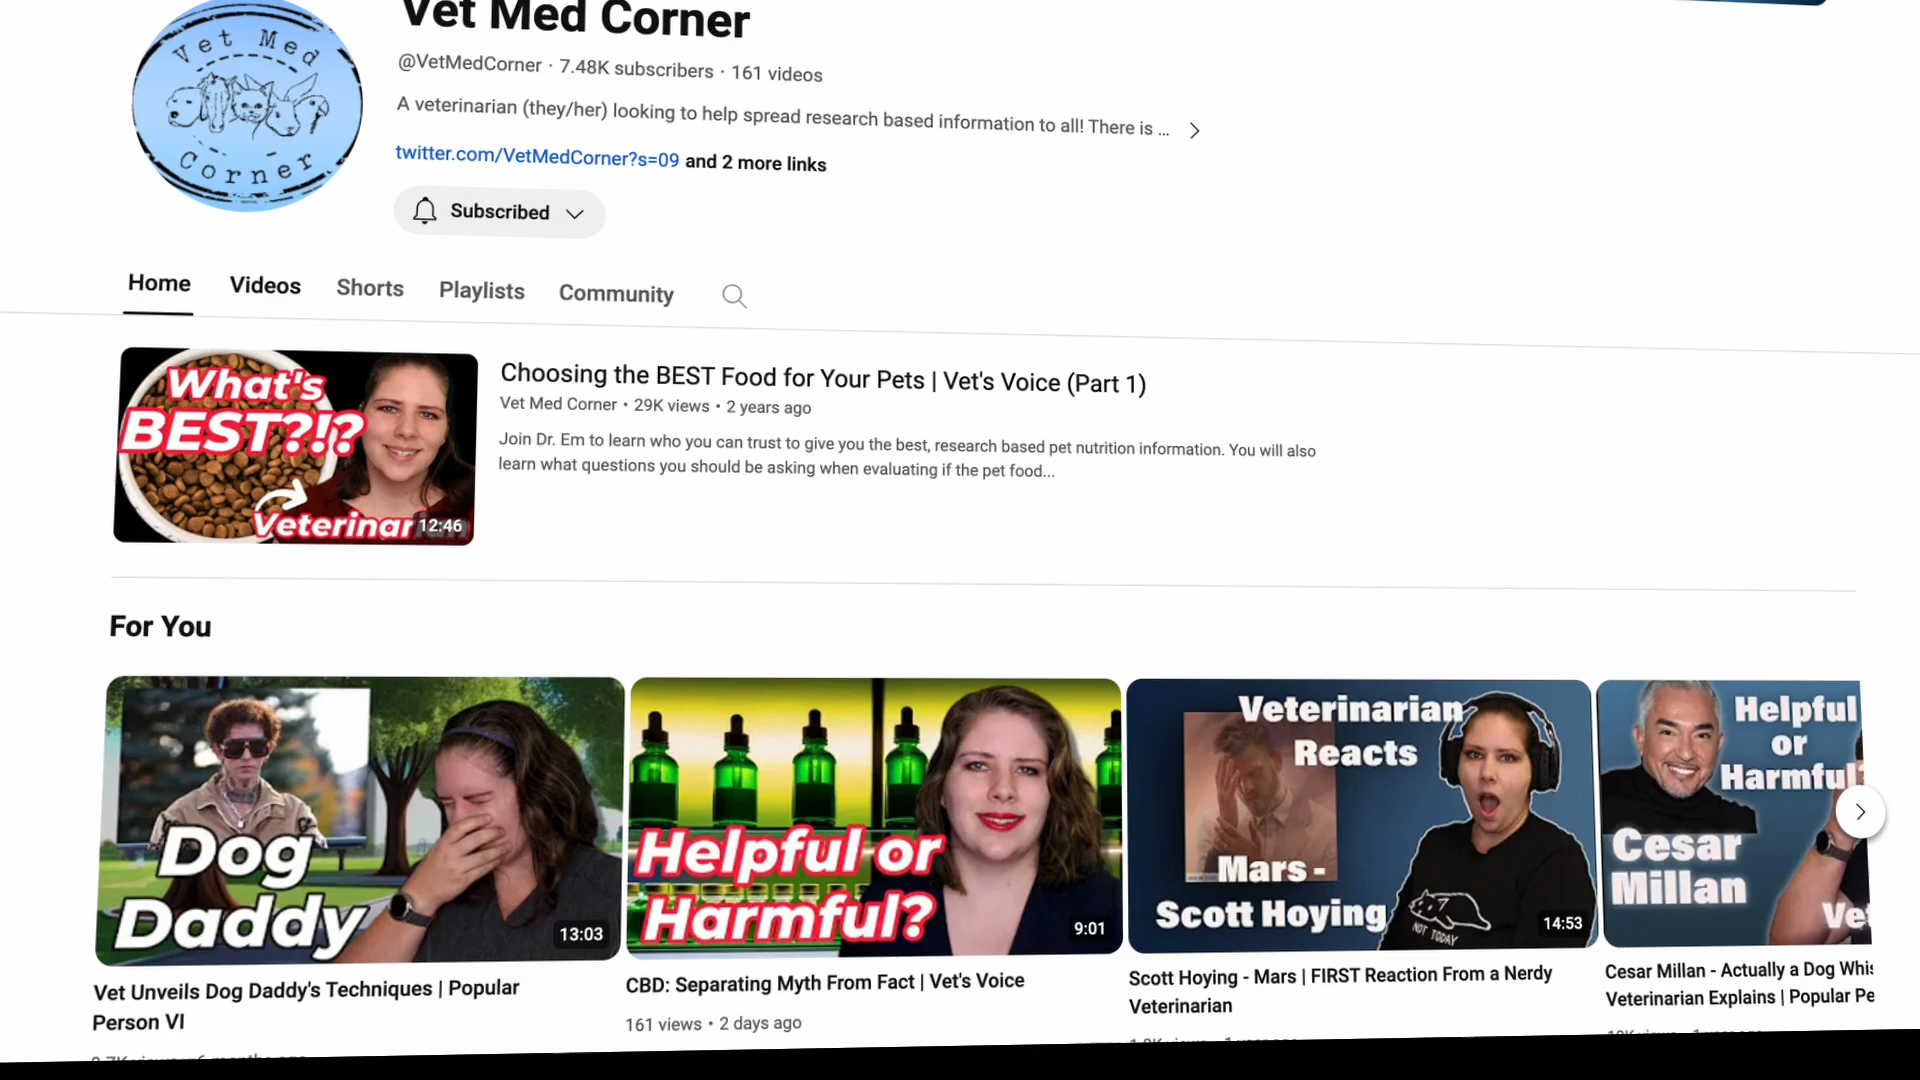 Vet Med Corner
Vet Med
Corner
@VetMedCorner · 7.48K subscribers · 161 videos
A veterinarian (they/her) looking to help spread research based information to all! There is ...
twitter.com/VetMedCorner?s=09 and 2 more links
Subscribed
Home Videos Shorts Playlists Community
What's
BEST?!?
Veterinar
12:46
Choosing the BEST Food for Your Pets | Vet's Voice (Part 1)
Vet Med Corner • 29K views • 2 years ago
Join Dr. Em to learn who you can trust to give you the best, research based pet nutrition information. You will also
learn what questions you should be asking when evaluating if the pet food...
For You
Dog
Daddy
13:03
Vet Unveils Dog Daddy's Techniques | Popular
Person VI
Helpful or
Harmful?
9:01
CBD: Separating Myth From Fact | Vet's Voice
161 views • 2 days ago
Veterinarian
Reacts
Mars -
Scott Hoying
NOT TODAY
14:53
Scott Hoying - Mars | FIRST Reaction From a Nerdy
Veterinarian
Helpful
or
Harmful?
Cesar
Millan
Vet
Cesar Millan - Actually a Dog Whis
Veterinarian Explains | Popular Pe